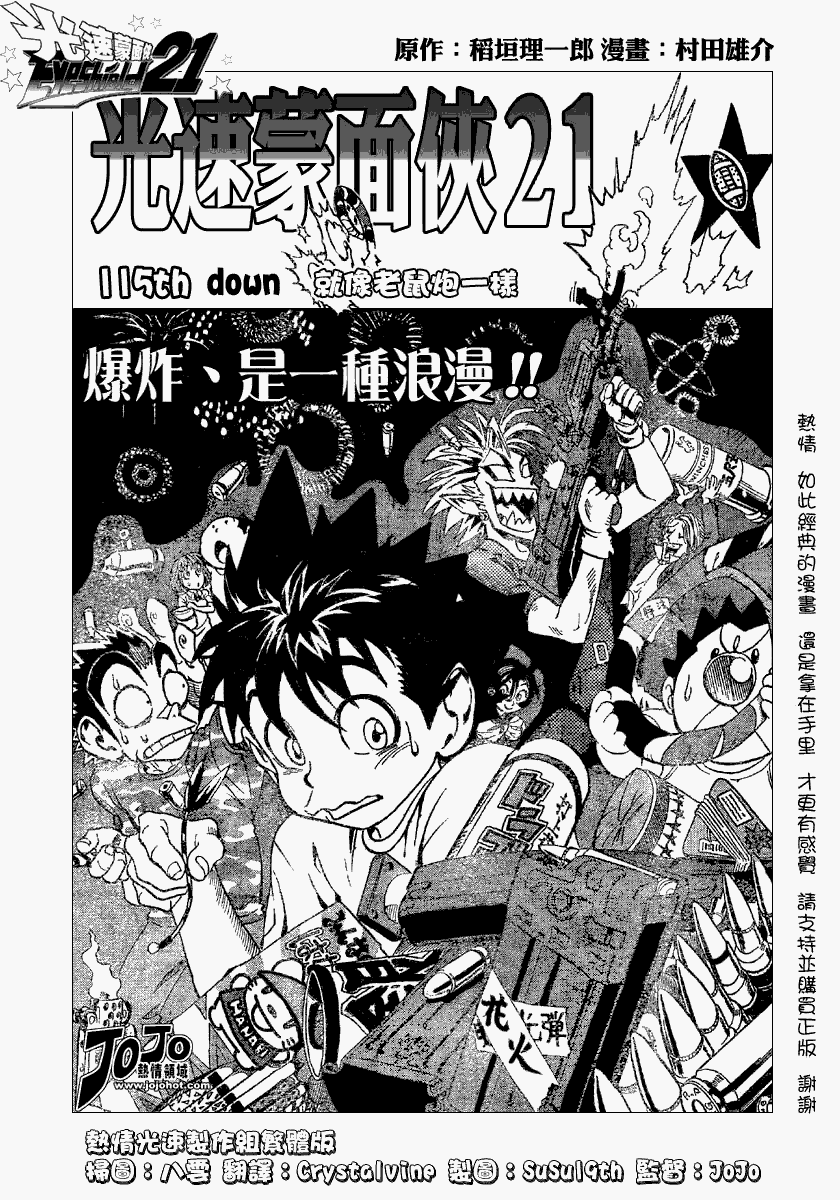 光速蒙面俠21
Eyeshield 21
原作：稻垣理一郎 漫畫：村田雄介
光速蒙面俠21
115th down 就像老鼠炮一樣
爆炸、是一種浪漫!!
熱情 如此經典的漫畫 還是拿在手里 才更有感覺 請支持並購買正版 謝謝
花火
光彈
HANABI
JOJO
熱情領域
www.jojohot.com
熱情光速製作組繁體版
掃圖：八雲 翻譯：Crystalvine 製圖：SuSu19th 監督：JoJo